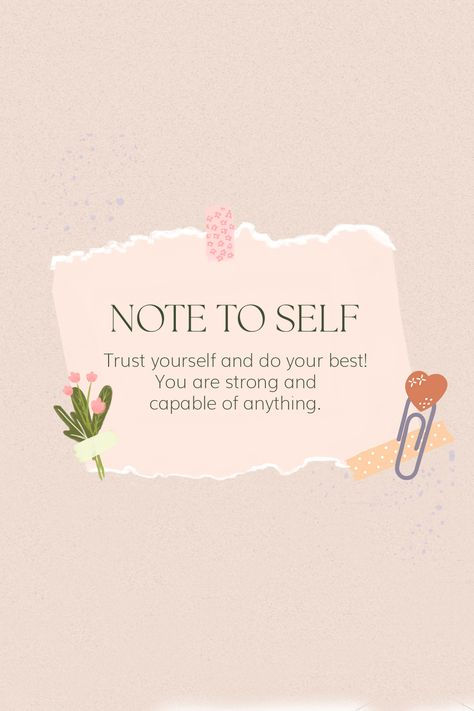 NOTE TO SELF
Trust yourself and do your best!
You are strong and
capable of anything.